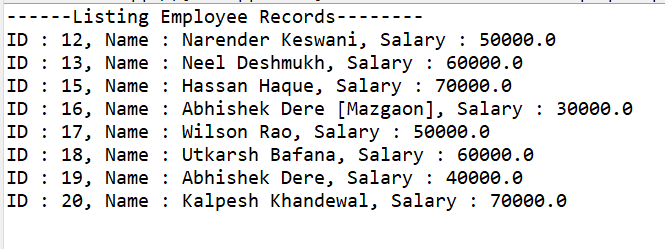 ------Listing Employee Records--------
ID : 12, Name : Narender Keswani, Salary : 50000.0
ID : 13, Name : Neel Deshmukh, Salary : 60000.0
ID : 15, Name : Hassan Haque, Salary : 70000.0
ID : 16, Name : Abhishek Dere [Mazgaon], Salary : 30000.0
ID : 17, Name : Wilson Rao, Salary : 50000.0
ID : 18, Name : Utkarsh Bafana, Salary : 60000.0
ID : 19, Name : Abhishek Dere, Salary : 40000.0
ID : 20, Name : Kalpesh Khandewal, Salary : 70000.0